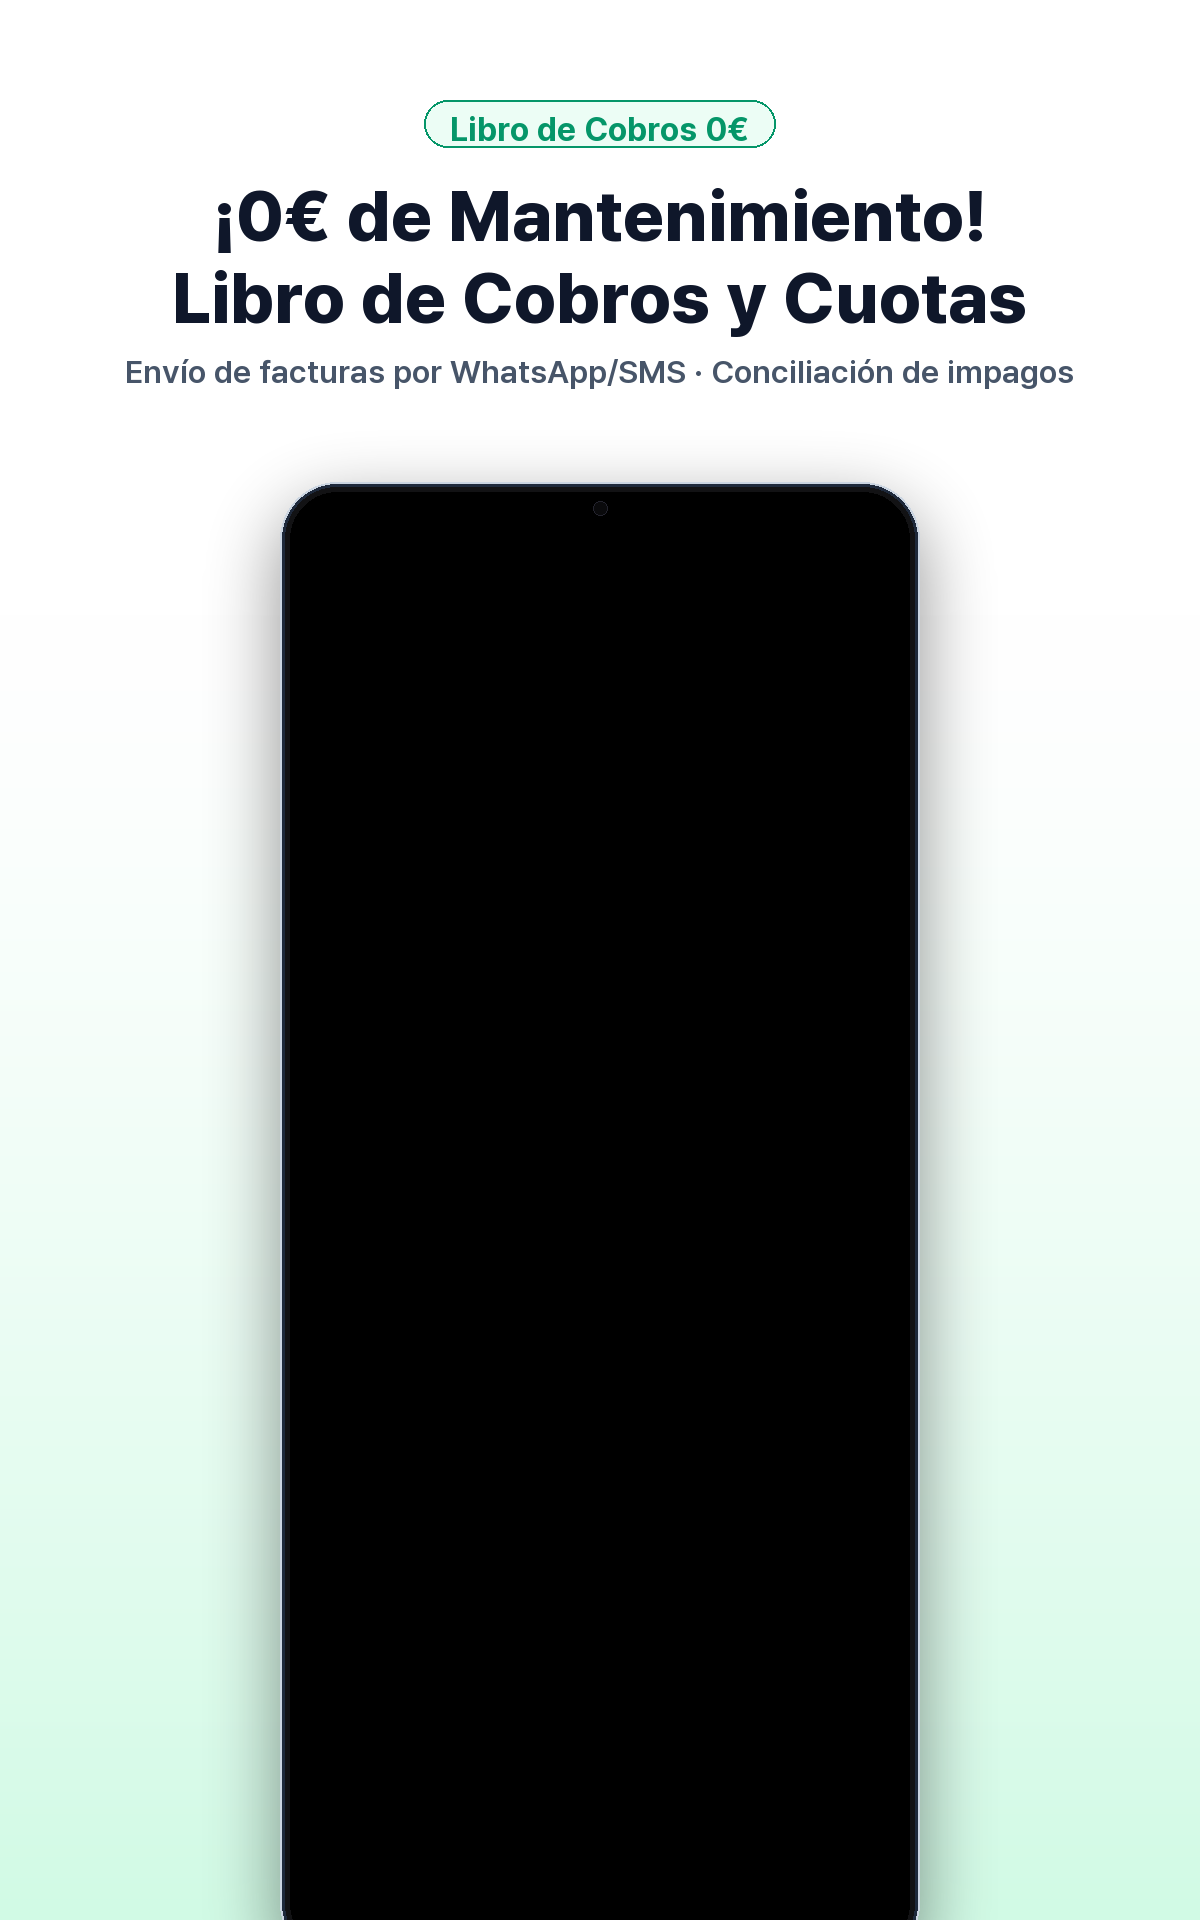 Libro de Cobros 0€
¡0€ de Mantenimiento!
Libro de Cobros y Cuotas
Envío de facturas por WhatsApp/SMS · Conciliación de impagos